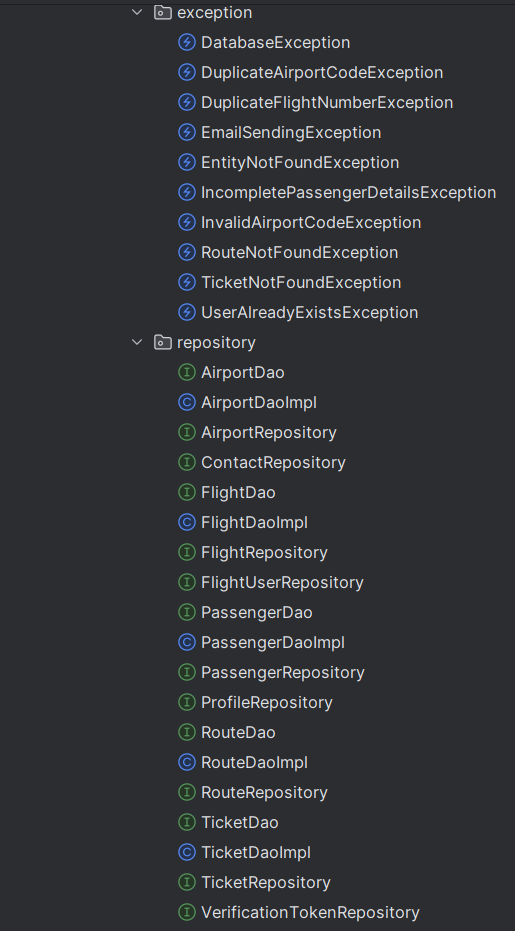 exception
DatabaseException
DuplicateAirportCodeException
DuplicateFlightNumberException
EmailSendingException
EntityNotFoundException
IncompletePassengerDetailsException
InvalidAirportCodeException
RouteNotFoundException
TicketNotFoundException
UserAlreadyExistsException
repository
I AirportDao
C AirportDaoImpl
I AirportRepository
I ContactRepository
I FlightDao
C FlightDaoImpl
I FlightRepository
I FlightUserRepository
I PassengerDao
C PassengerDaoImpl
I PassengerRepository
I ProfileRepository
I RouteDao
C RouteDaoImpl
I RouteRepository
I TicketDao
C TicketDaoImpl
I TicketRepository
I VerificationTokenRepository